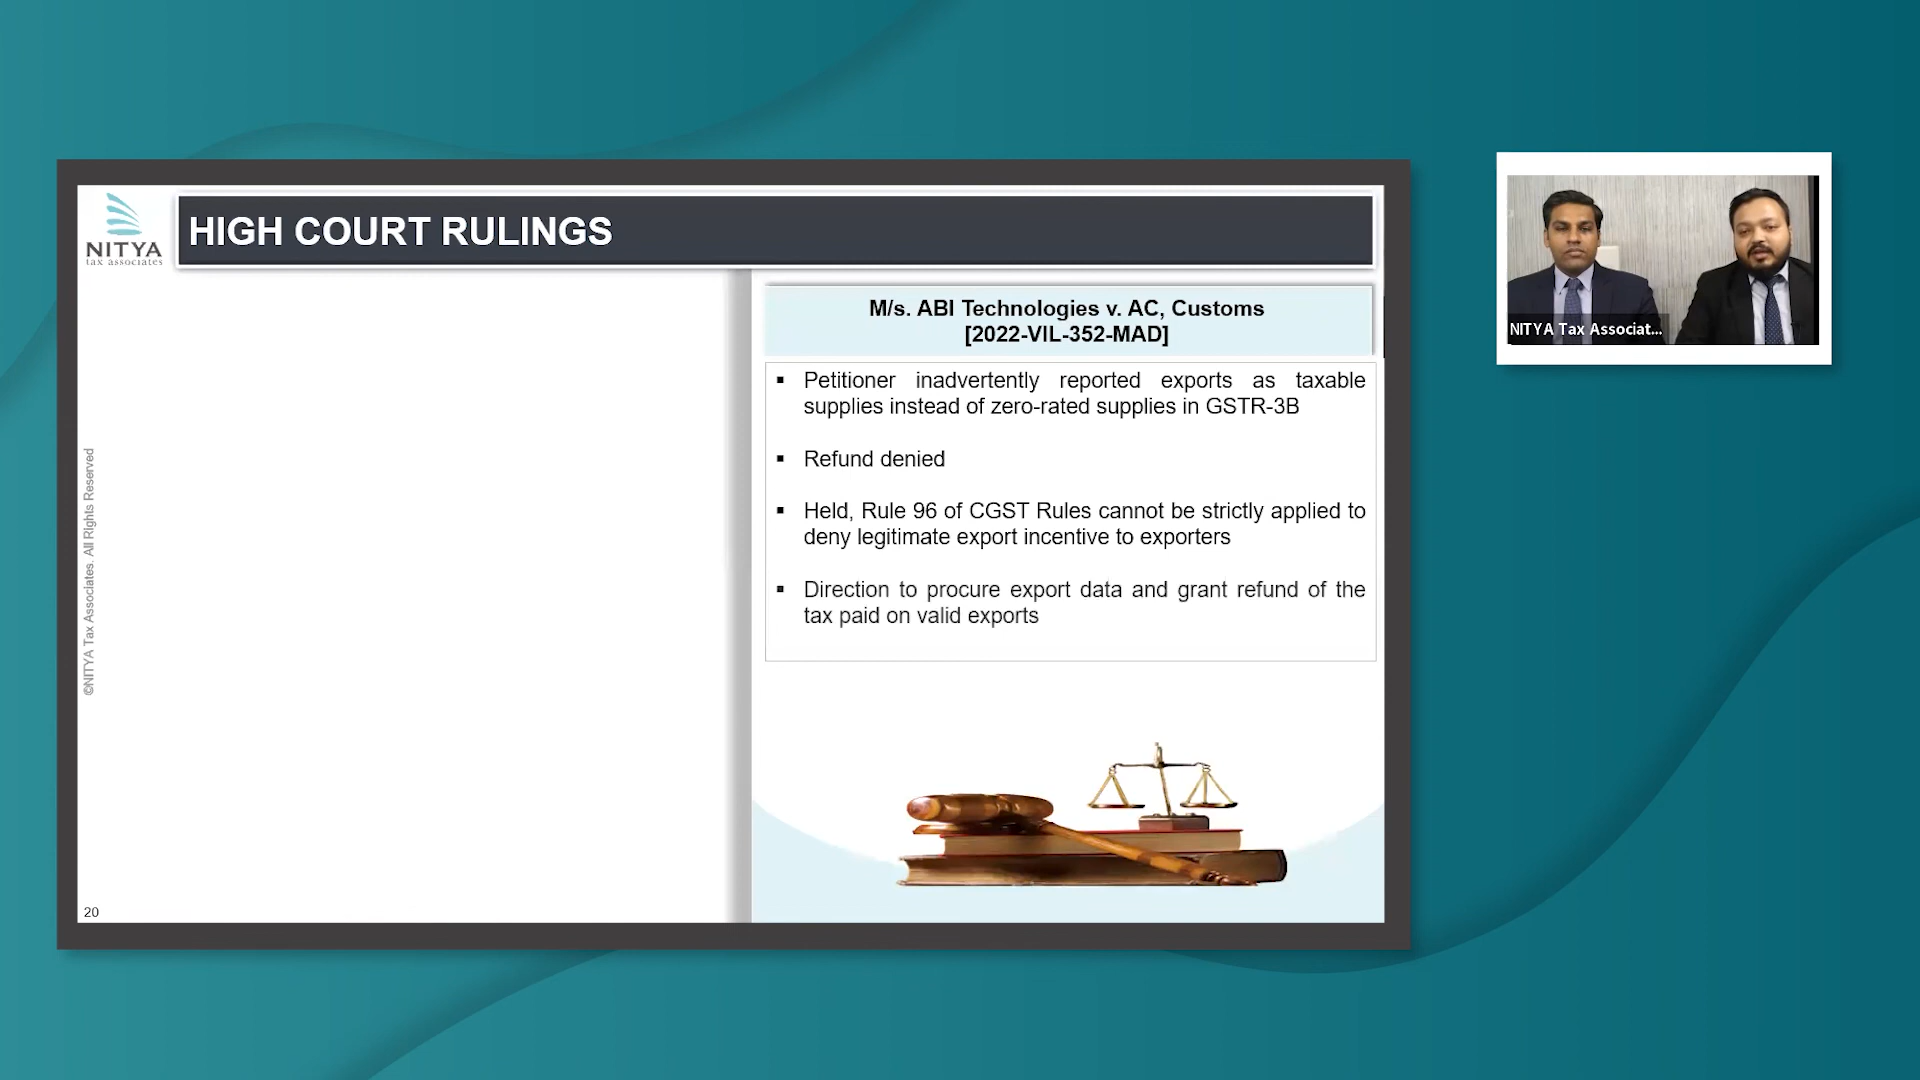 NITYA
tax associates
HIGH COURT RULINGS
M/s. ABI Technologies v. AC, Customs
[2022-VIL-352-MAD]
▪ Petitioner inadvertently reported exports as taxable
supplies instead of zero-rated supplies in GSTR-3B
▪ Refund denied
▪ Held, Rule 96 of CGST Rules cannot be strictly applied to
deny legitimate export incentive to exporters
▪ Direction to procure export data and grant refund of the
tax paid on valid exports
©NITYA Tax Associates. All Rights Reserved
20
NITYA Tax Associat...